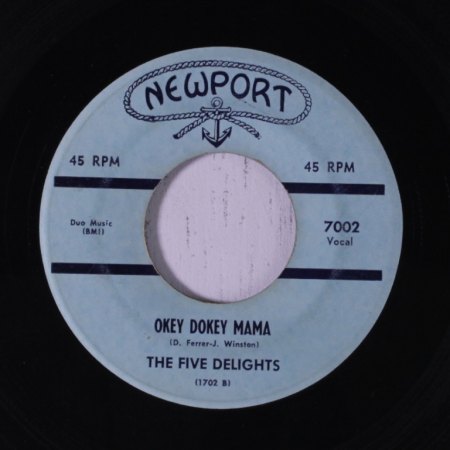 NEWPORT
45 RPM
45 RPM
Duo Music
(BMI)
7002
Vocal
OKEY DOKEY MAMA
(D. Ferrer-J. Winston)
THE FIVE DELIGHTS
(1702 B)